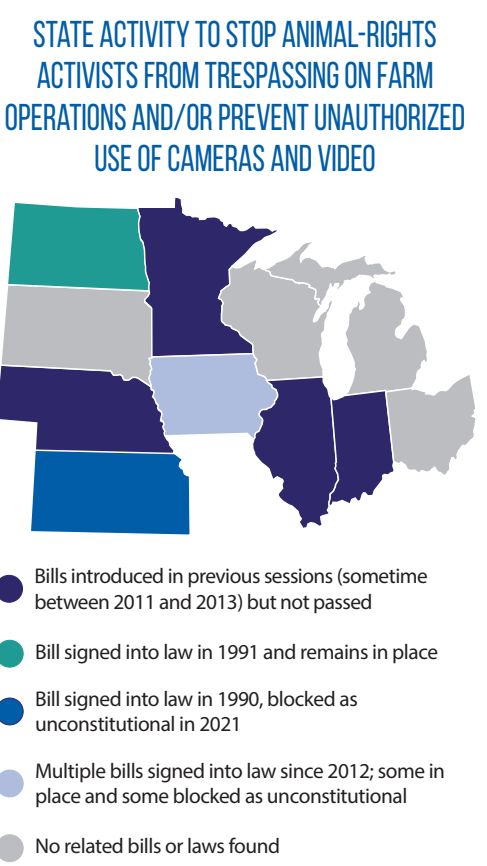 STATE ACTIVITY TO STOP ANIMAL-RIGHTS
ACTIVISTS FROM TRESPASSING ON FARM
OPERATIONS AND/OR PREVENT UNAUTHORIZED
USE OF CAMERAS AND VIDEO
Bills introduced in previous sessions (sometime
between 2011 and 2013) but not passed
Bill signed into law in 1991 and remains in place
Bill signed into law in 1990, blocked as
unconstitutional in 2021
Multiple bills signed into law since 2012; some in
place and some blocked as unconstitutional
No related bills or laws found